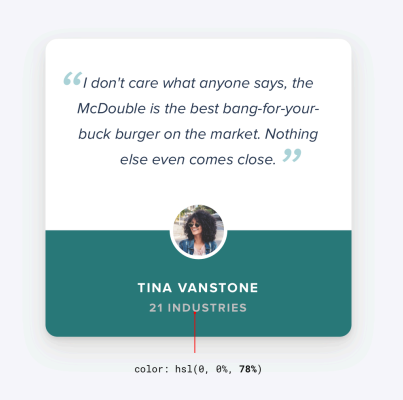 “I don't care what anyone says, the
McDouble is the best bang-for-your-
buck burger on the market. Nothing
else even comes close. ”
TINA VANSTONE
21 INDUSTRIES
color: hsl(0, 0%, 78%)